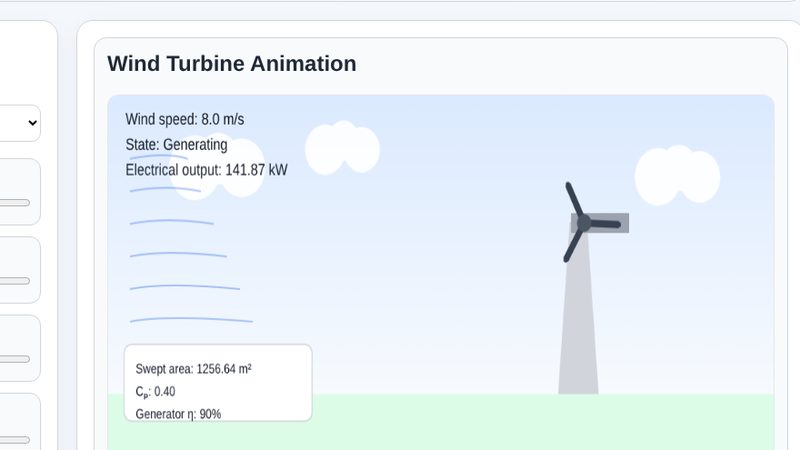 Wind Turbine Animation
Wind speed: 8.0 m/s
State: Generating
Electrical output: 141.87 kW
Swept area: 1256.64 m²
Cₚ: 0.40
Generator η: 90%